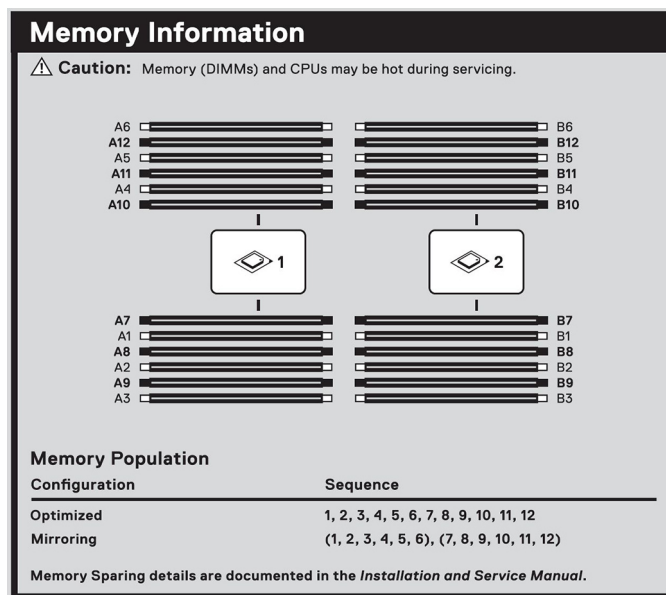 Memory Information
Caution: Memory (DIMMs) and CPUs may be hot during servicing.
A6 B6
A12 B12
A5 B5
A11 B11
A4 B4
A10 B10
1 2
A7 B7
A1 B1
A8 B8
A2 B2
A9 B9
A3 B3
Memory Population
Configuration Sequence
Optimized 1, 2, 3, 4, 5, 6, 7, 8, 9, 10, 11, 12
Mirroring (1, 2, 3, 4, 5, 6), (7, 8, 9, 10, 11, 12)
Memory Sparing details are documented in the Installation and Service Manual.